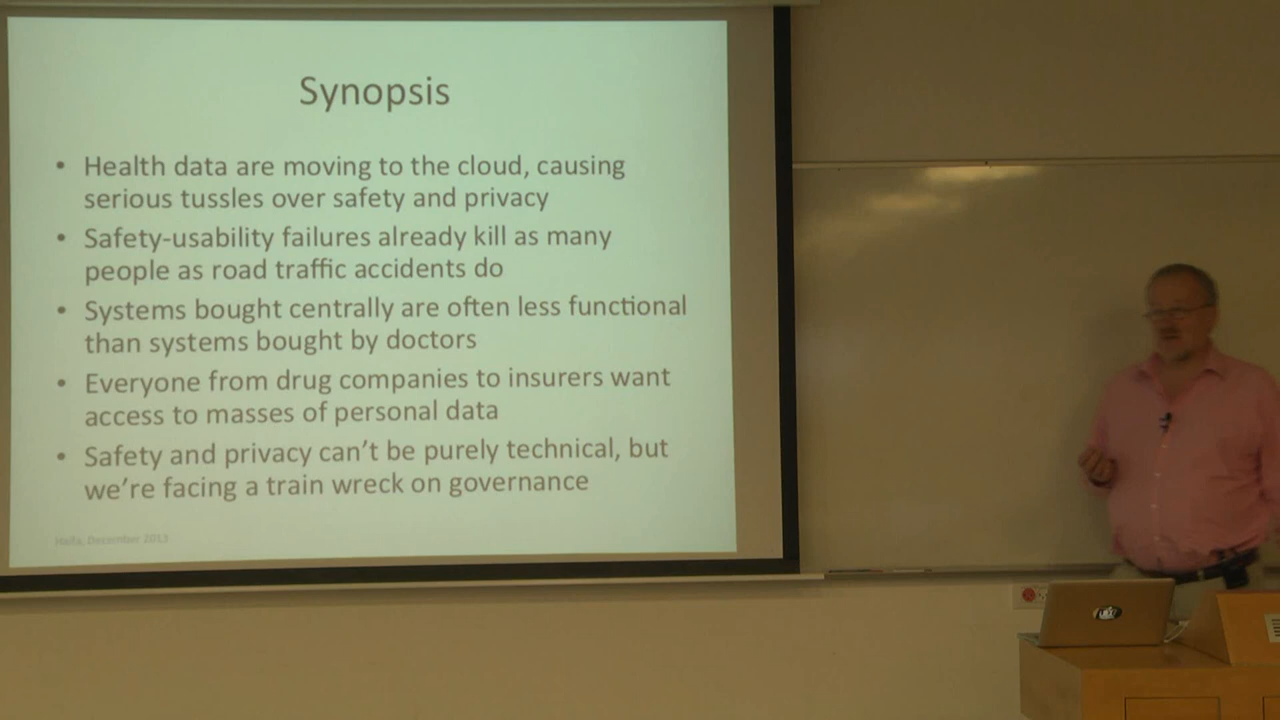 Synopsis
• Health data are moving to the cloud, causing
serious tussles over safety and privacy
• Safety-usability failures already kill as many
people as road traffic accidents do
• Systems bought centrally are often less functional
than systems bought by doctors
• Everyone from drug companies to insurers want
access to masses of personal data
• Safety and privacy can't be purely technical, but
we're facing a train wreck on governance
Haifa, December 2013